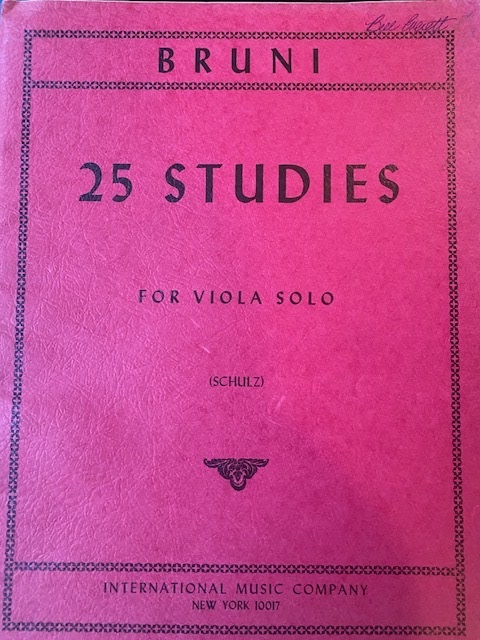 BRUNI
25 STUDIES
FOR VIOLA SOLO
(SCHULZ)
INTERNATIONAL MUSIC COMPANY
NEW YORK 10017